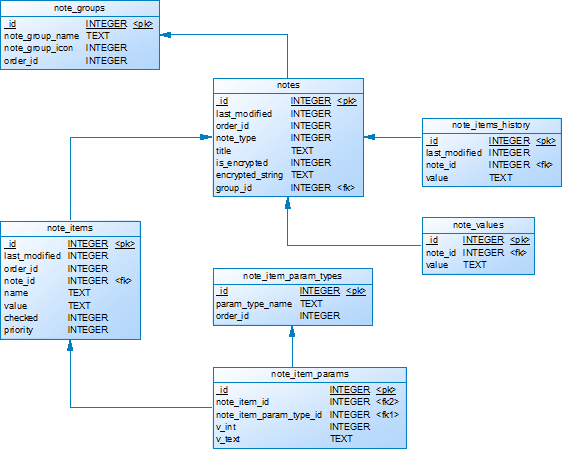 note_groups
_id INTEGER <pk>
note_group_name TEXT
note_group_icon INTEGER
order_id INTEGER
notes
_id INTEGER <pk>
last_modified INTEGER
order_id INTEGER
note_type INTEGER
title TEXT
is_encrypted INTEGER
encrypted_string TEXT
group_id INTEGER <fk>
note_items_history
_id INTEGER <pk>
last_modified INTEGER
note_id INTEGER <fk>
value TEXT
note_items
_id INTEGER <pk>
last_modified INTEGER
order_id INTEGER
note_id INTEGER <fk>
name TEXT
value TEXT
checked INTEGER
priority INTEGER
note_values
_id INTEGER <pk>
note_id INTEGER <fk>
value TEXT
note_item_param_types
_id INTEGER <pk>
param_type_name TEXT
order_id INTEGER
note_item_params
_id INTEGER <pk>
note_item_id INTEGER <fk2>
note_item_param_type_id INTEGER <fk1>
v_int INTEGER
v_text TEXT